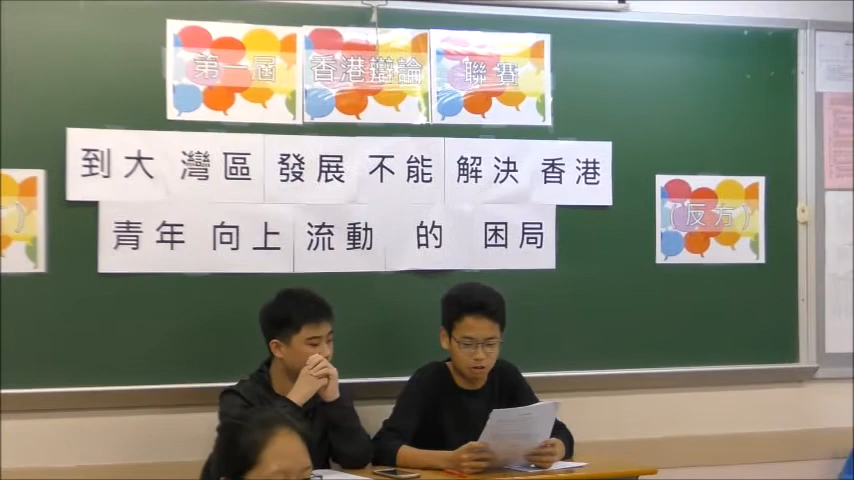 第一屆 香港辯論 聯賽
到大灣區發展不能解決香港
青年向上流動的困局
（反方）